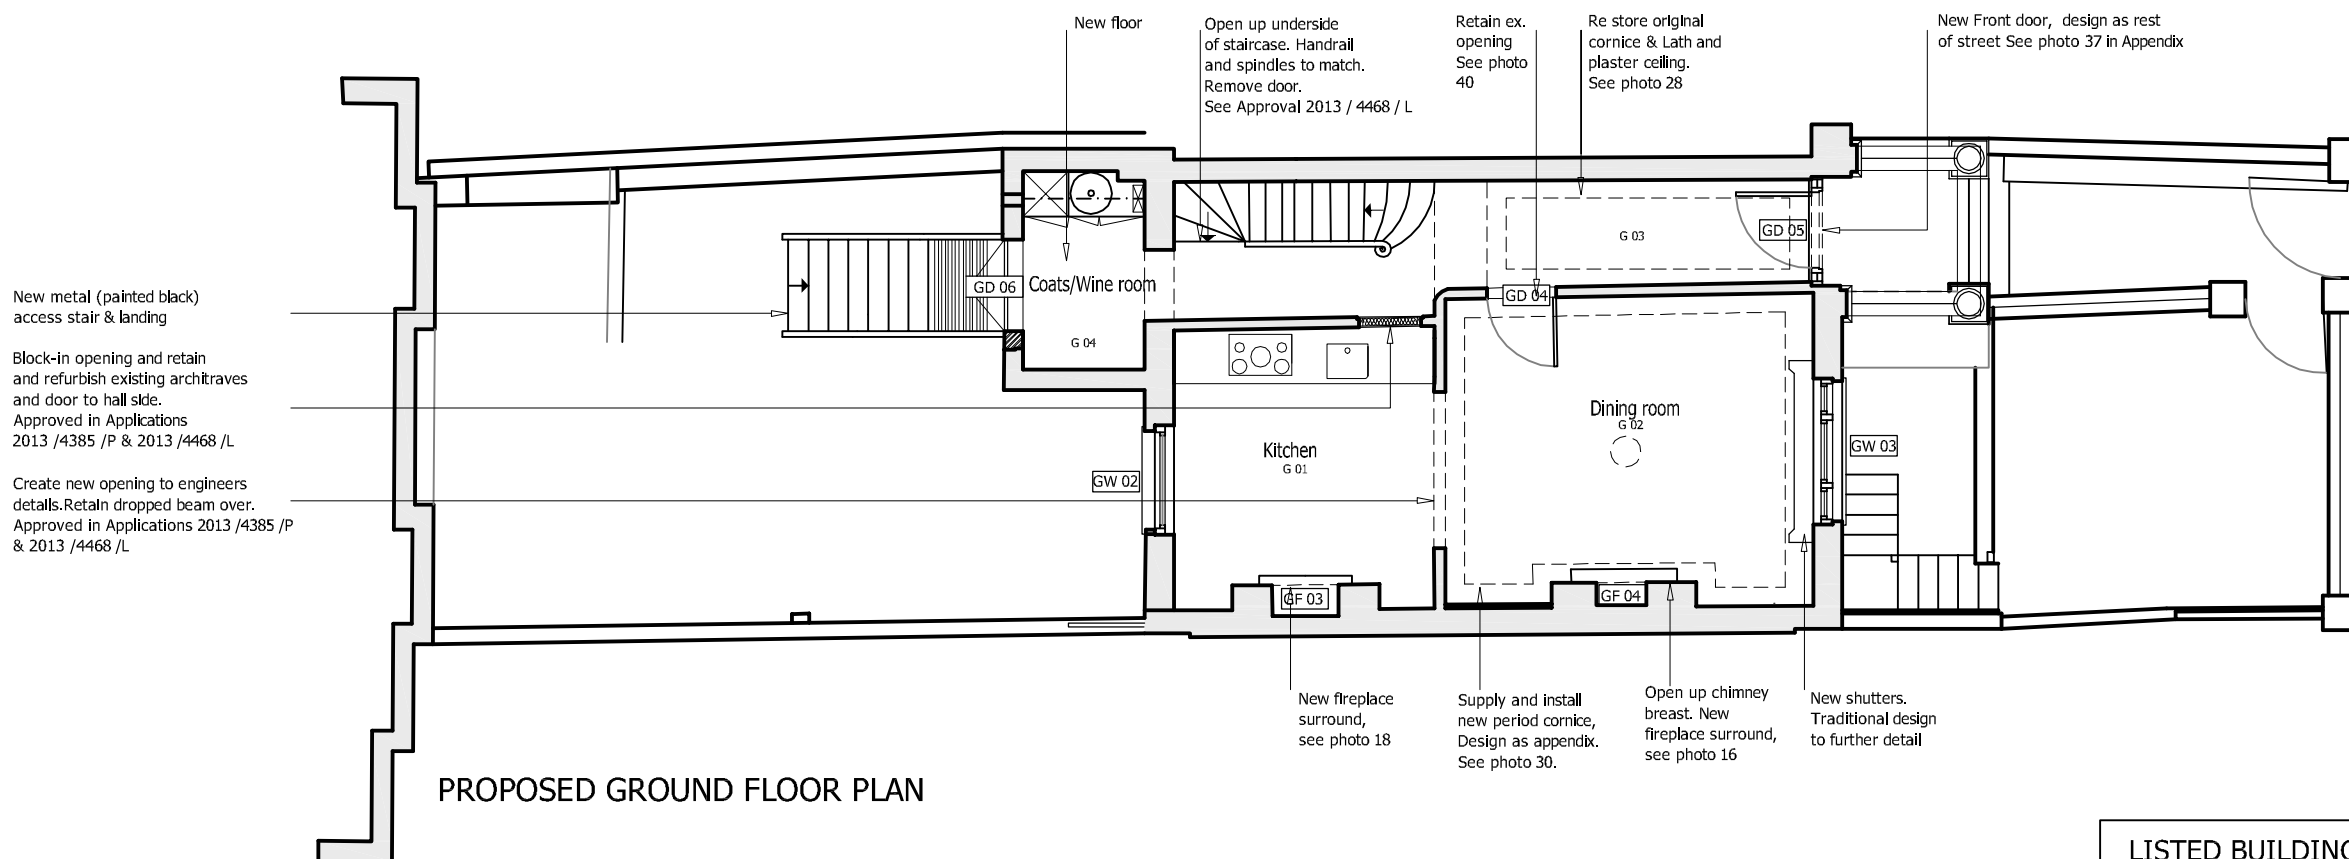 New floor
Open up underside
of staircase. Handrail
and spindles to match.
Remove door.
See Approval 2013 / 4468 / L
Retain ex.
opening
See photo
40
Re store original
cornice & Lath and
plaster ceiling.
See photo 28
New Front door, design as rest
of street See photo 37 in Appendix
G 03
GD 05
GD 06
Coats/Wine room
GD 04
G 04
New metal (painted black)
access stair & landing
Block-in opening and retain
and refurbish existing architraves
and door to hall side.
Approved in Applications
2013 /4385 /P & 2013 /4468 /L
Create new opening to engineers
details.Retain dropped beam over.
Approved in Applications 2013 /4385 /P
& 2013 /4468 /L
Dining room
G 02
Kitchen
G 01
GW 03
GW 02
GF 03
GF 04
New fireplace
surround,
see photo 18
Supply and install
new period cornice,
Design as appendix.
See photo 30.
Open up chimney
breast. New
fireplace surround,
see photo 16
New shutters.
Traditional design
to further detail
PROPOSED GROUND FLOOR PLAN
LISTED BUILDING